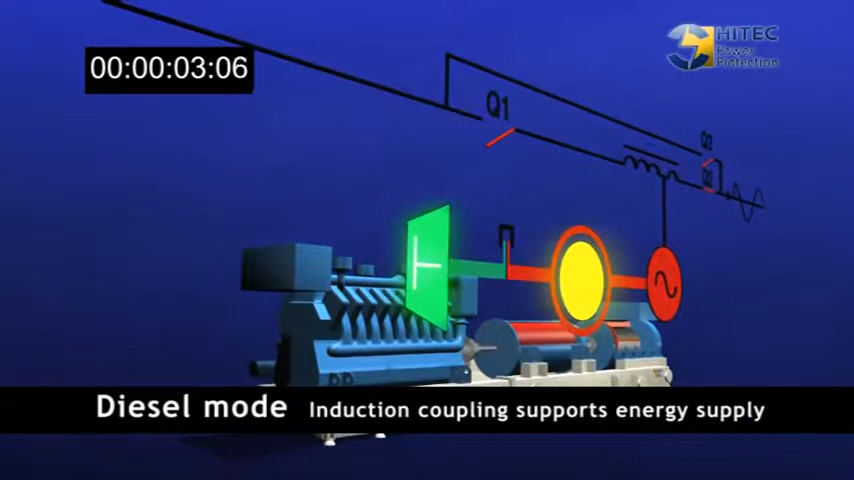 HITEC
Power
Protection
00:00:03:06
Q1
Q3
Q2
Diesel mode Induction coupling supports energy supply